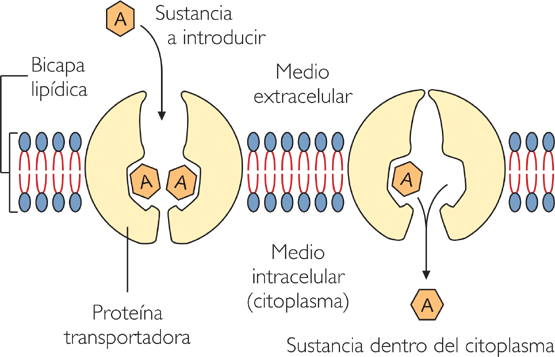 A
Sustancia
a introducir
Bicapa
lipídica
Medio
extracelular
A A
A
Medio
intracelular
(citoplasma)
Proteína
transportadora
A
Sustancia dentro del citoplasma